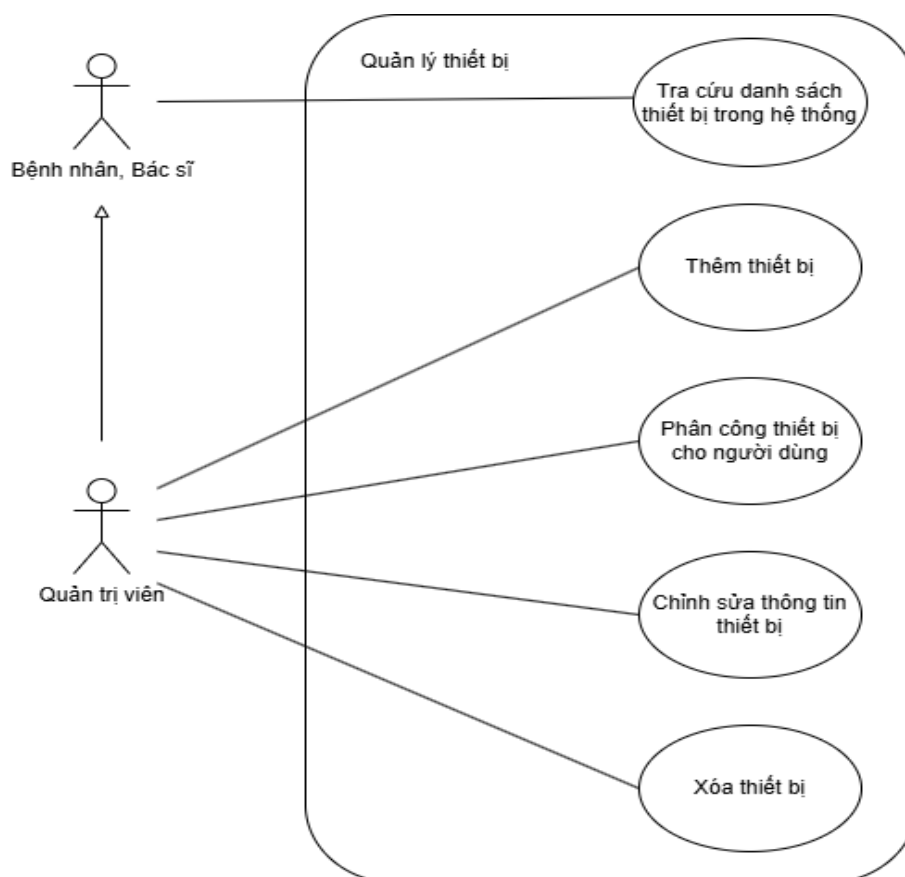 Quản lý thiết bị
Tra cứu danh sách
thiết bị trong hệ thống
Bệnh nhân, Bác sĩ
Thêm thiết bị
Phân công thiết bị
cho người dùng
Quản trị viên
Chỉnh sửa thông tin
thiết bị
Xóa thiết bị